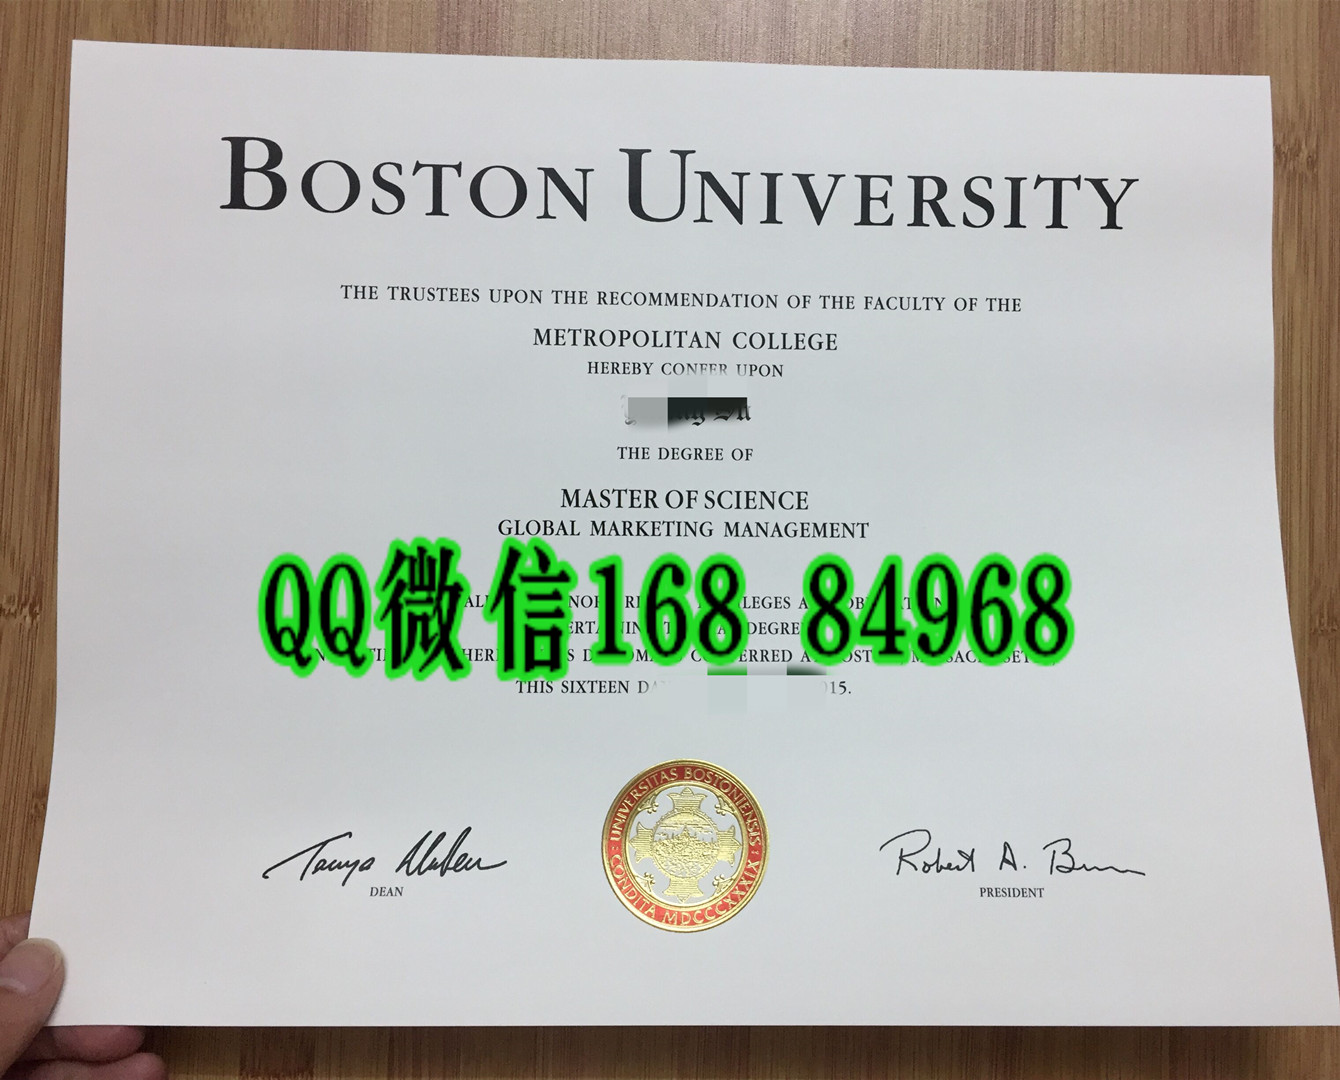 BOSTON UNIVERSITY
THE TRUSTEES UPON THE RECOMMENDATION OF THE FACULTY OF THE
METROPOLITAN COLLEGE
HEREBY CONFER UPON
THE DEGREE OF
MASTER OF SCIENCE
GLOBAL MARKETING MANAGEMENT
QQ微信168 84968
THIS SIXTEEN
UNIVERSITAS BOSTONIENSIS
CONDITA MDCCCXXXIX
Robert A.
DEAN
PRESIDENT